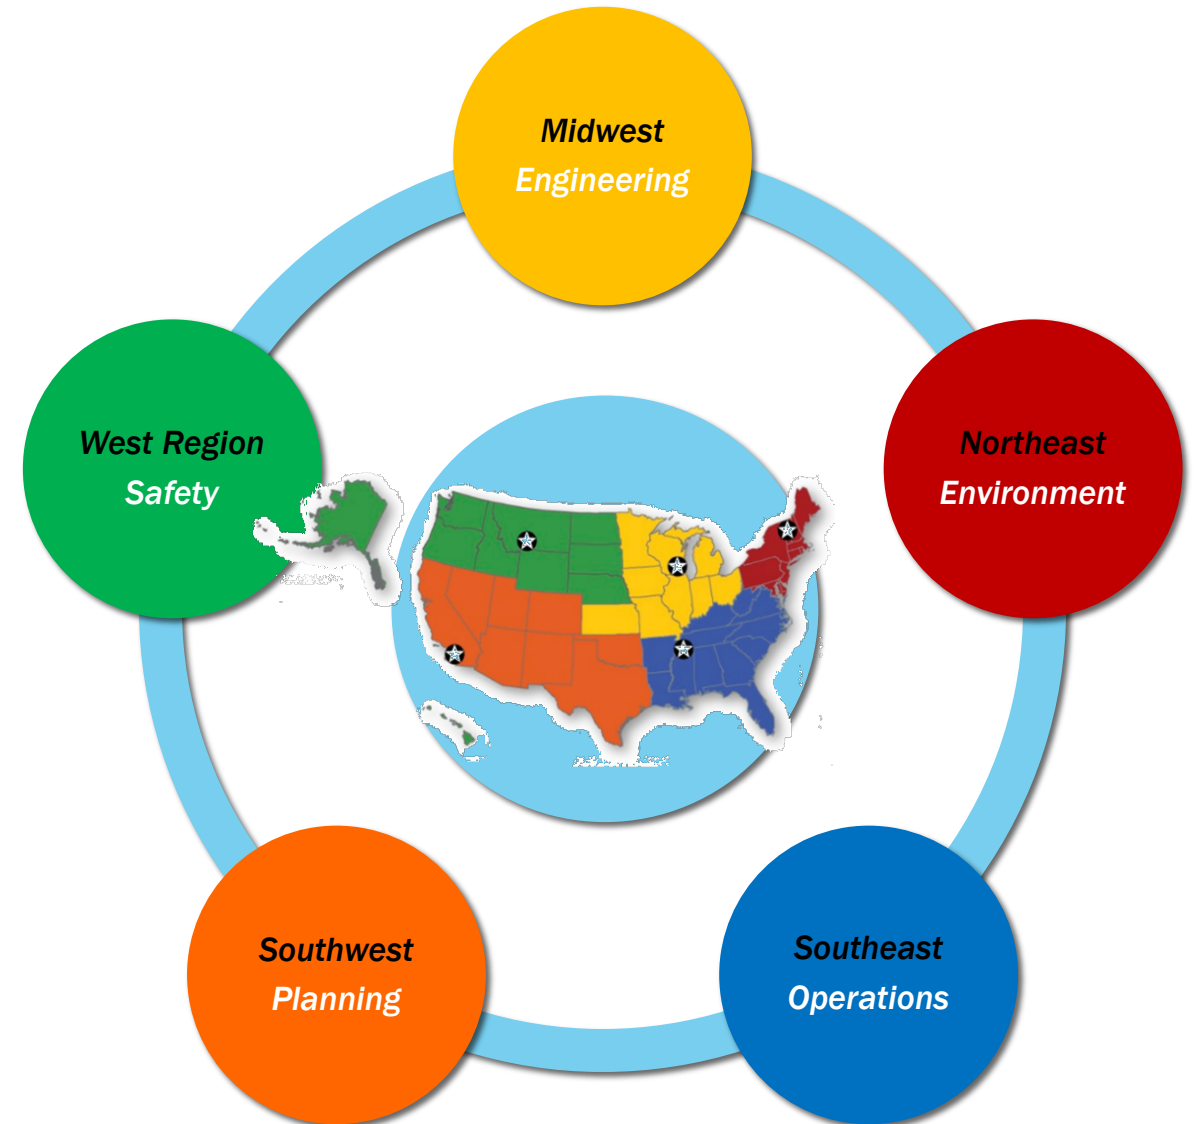 Midwest
Engineering
West Region
Safety
Northeast
Environment
Southwest
Planning
Southeast
Operations